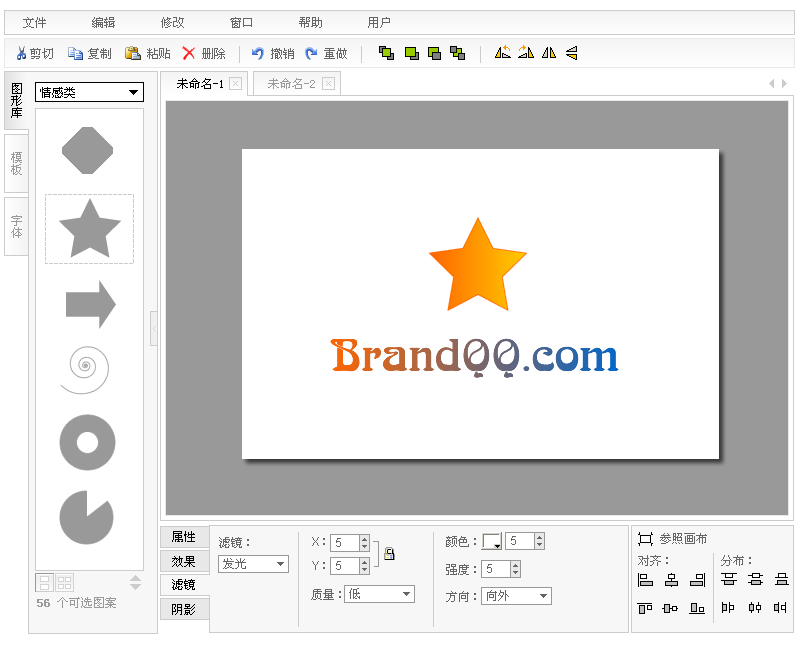 文件 编辑 修改 窗口 帮助 用户
剪切 复制 粘贴 删除 撤销 重做
图形库
模板
字体
情感类
56 个可选图案
未命名-1 未命名-2
BrandQQ.com
属性
效果
滤镜
阴影
滤镜：
发光
X： 5
Y： 5
质量： 低
颜色： 5
强度： 5
方向： 向外
参照画布
对齐： 分布：